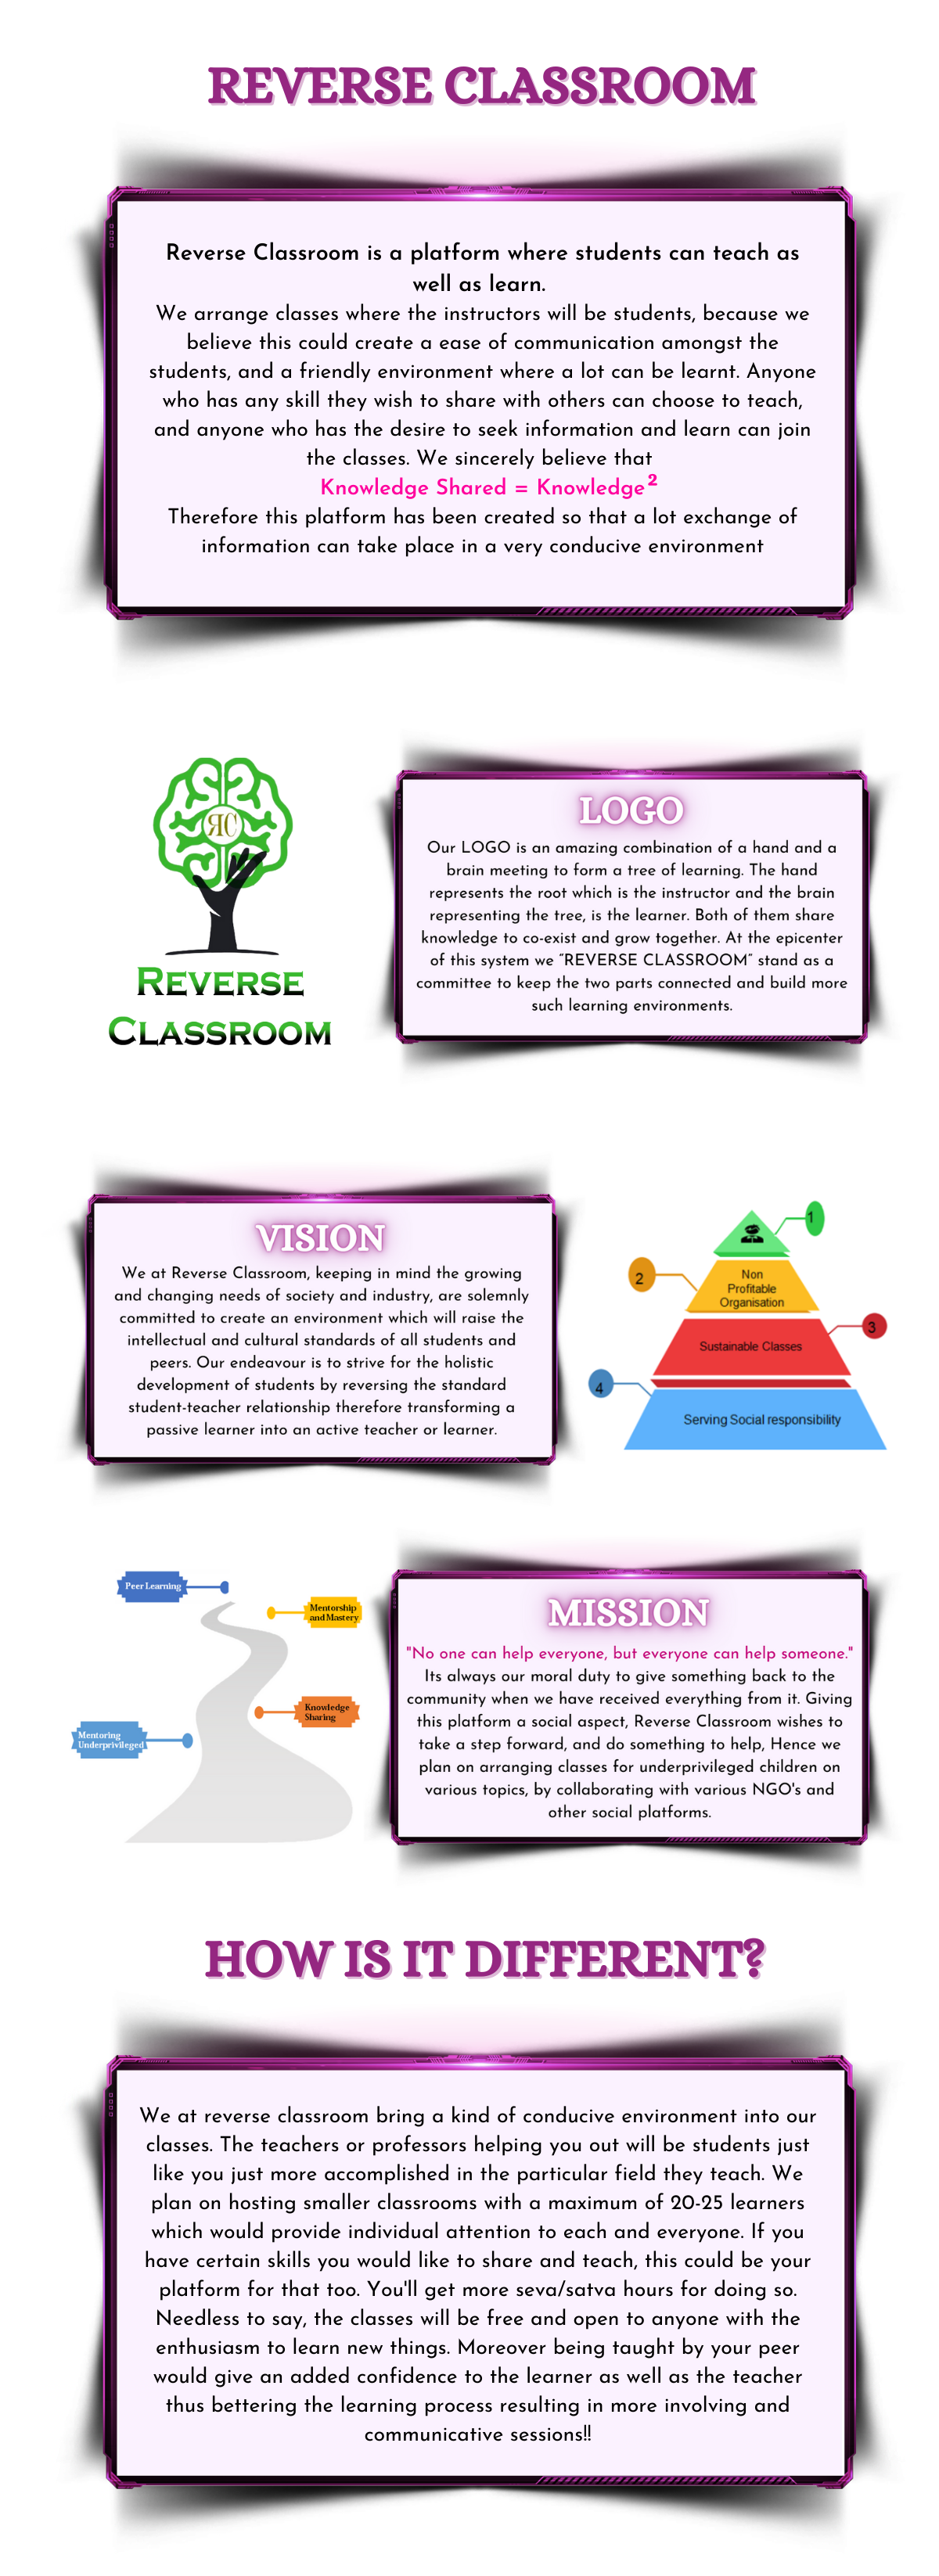 REVERSE CLASSROOM
Reverse Classroom is a platform where students can teach as
well as learn.
We arrange classes where the instructors will be students, because we
believe this could create a ease of communication amongst the
students, and a friendly environment where a lot can be learnt. Anyone
who has any skill they wish to share with others can choose to teach,
and anyone who has the desire to seek information and learn can join
the classes. We sincerely believe that
Knowledge Shared = Knowledge²
Therefore this platform has been created so that a lot exchange of
information can take place in a very conducive environment
RC
REVERSE
CLASSROOM
LOGO
Our LOGO is an amazing combination of a hand and a
brain meeting to form a tree of learning. The hand
represents the root which is the instructor and the brain
representing the tree, is the learner. Both of them share
knowledge to co-exist and grow together. At the epicenter
of this system we "REVERSE CLASSROOM" stand as a
committee to keep the two parts connected and build more
such learning environments.
VISION
We at Reverse Classroom, keeping in mind the growing
and changing needs of society and industry, are solemnly
committed to create an environment which will raise the
intellectual and cultural standards of all students and
peers. Our endeavour is to strive for the holistic
development of students by reversing the standard
student-teacher relationship therefore transforming a
passive learner into an active teacher or learner.
1
2
Non
Profitable
Organisation
3
Sustainable Classes
4
Serving Social responsibility
Peer Learning
Mentorship
and Mastery
Knowledge
Sharing
Mentoring
Underprivileged
MISSION
"No one can help everyone, but everyone can help someone."
Its always our moral duty to give something back to the
community when we have received everything from it. Giving
this platform a social aspect, Reverse Classroom wishes to
take a step forward, and do something to help, Hence we
plan on arranging classes for underprivileged children on
various topics, by collaborating with various NGO's and
other social platforms.
HOW IS IT DIFFERENT?
We at reverse classroom bring a kind of conducive environment into our
classes. The teachers or professors helping you out will be students just
like you just more accomplished in the particular field they teach. We
plan on hosting smaller classrooms with a maximum of 20-25 learners
which would provide individual attention to each and everyone. If you
have certain skills you would like to share and teach, this could be your
platform for that too. You'll get more seva/satva hours for doing so.
Needless to say, the classes will be free and open to anyone with the
enthusiasm to learn new things. Moreover being taught by your peer
would give an added confidence to the learner as well as the teacher
thus bettering the learning process resulting in more involving and
communicative sessions!!